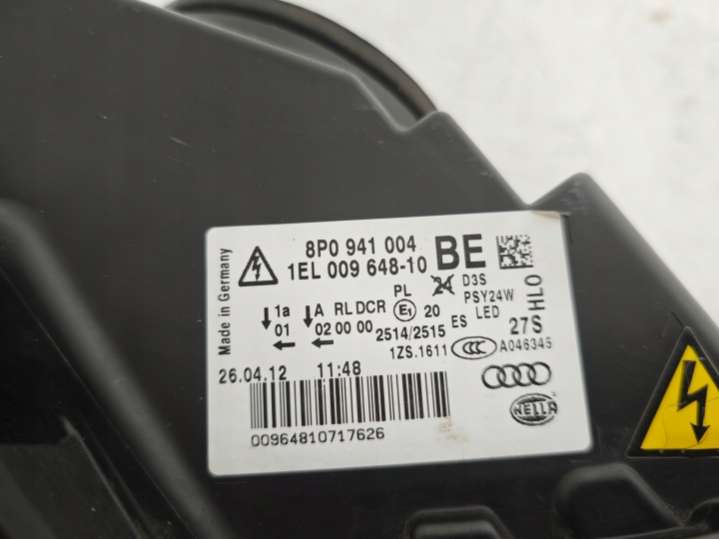 Made in Germany
8P0 941 004 BE
1EL 009 648-10
PL 24 D3S
PSY24W
LED
HLO
1a A RL DCR E1 20
01 02 00 00 2514/2515 ES 27S
1ZS.1611 CCC A046345
26.04.12 11:48
HELLA
00964810717626